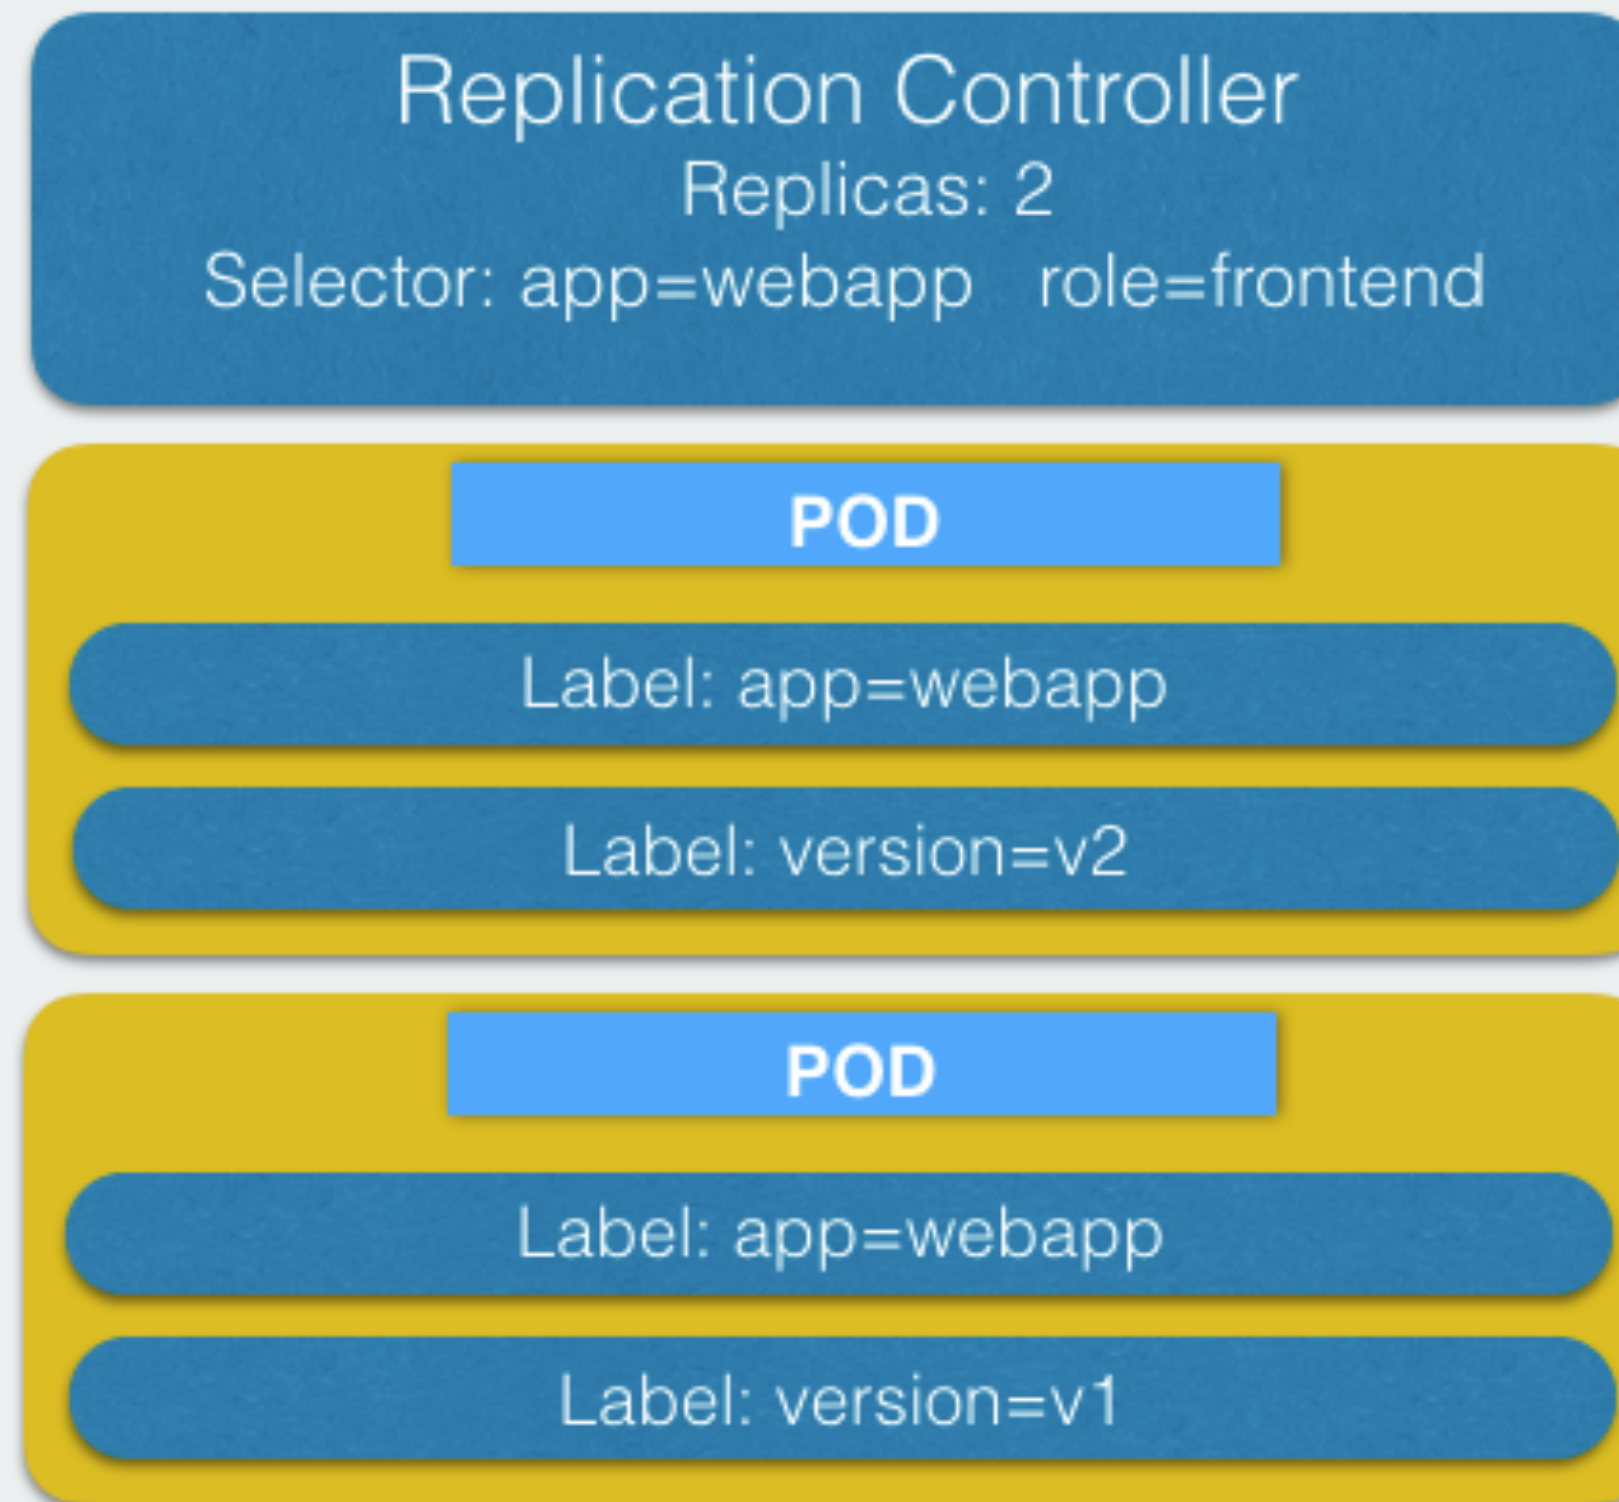 Replication Controller
Replicas: 2
Selector: app=webapp role=frontend
POD
Label: app=webapp
Label: version=v2
POD
Label: app=webapp
Label: version=v1